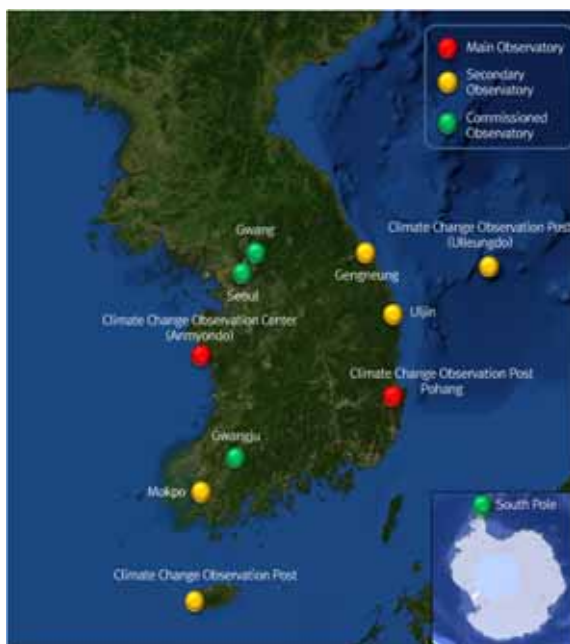 Main Observatory
Secondary
Observatory
Commissioned
Observatory
Gwang
Seoul
Climate Change Observation Post
(Ulleungdo)
Gengneung
Uljin
Climate Change Observation Center
(Anmyondo)
Climate Change Observation Post
Pohang
Gwangju
Mokpo
South Pole
Climate Change Observation Post